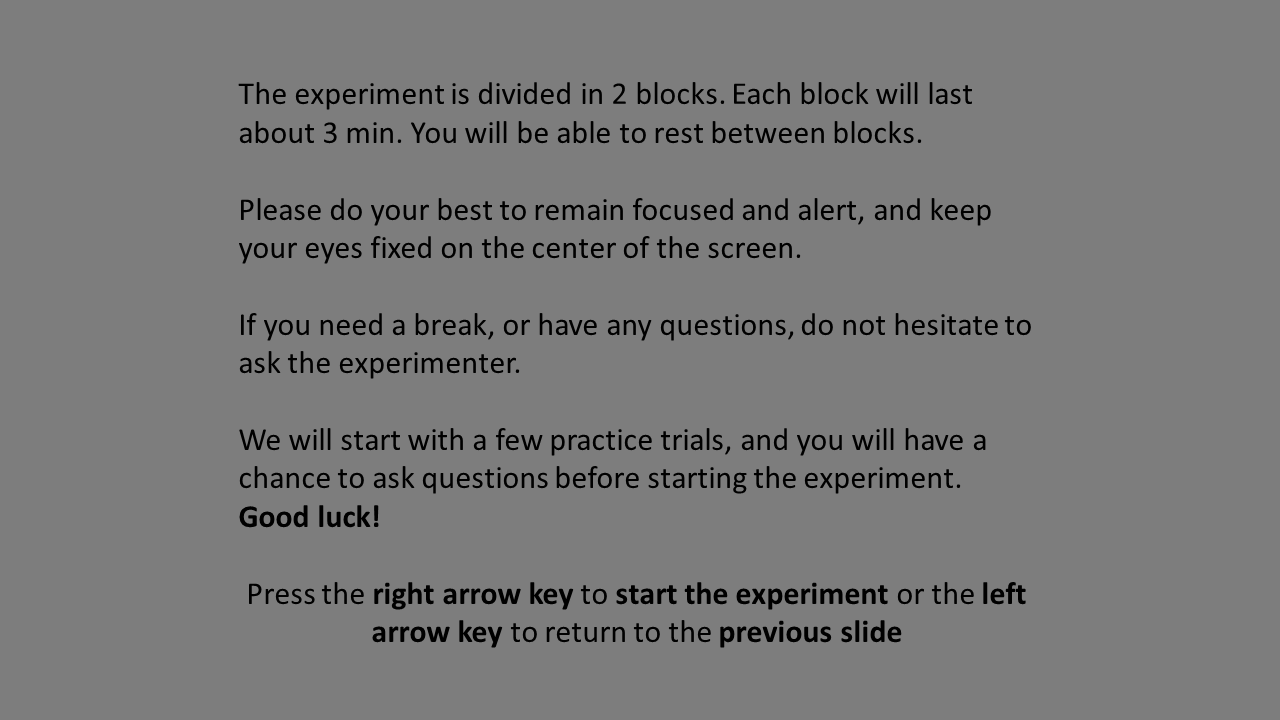 The experiment is divided in 2 blocks. Each block will last
about 3 min. You will be able to rest between blocks.
Please do your best to remain focused and alert, and keep
your eyes fixed on the center of the screen.
If you need a break, or have any questions, do not hesitate to
ask the experimenter.
We will start with a few practice trials, and you will have a
chance to ask questions before starting the experiment.
Good luck!
Press the right arrow key to start the experiment or the left
arrow key to return to the previous slide